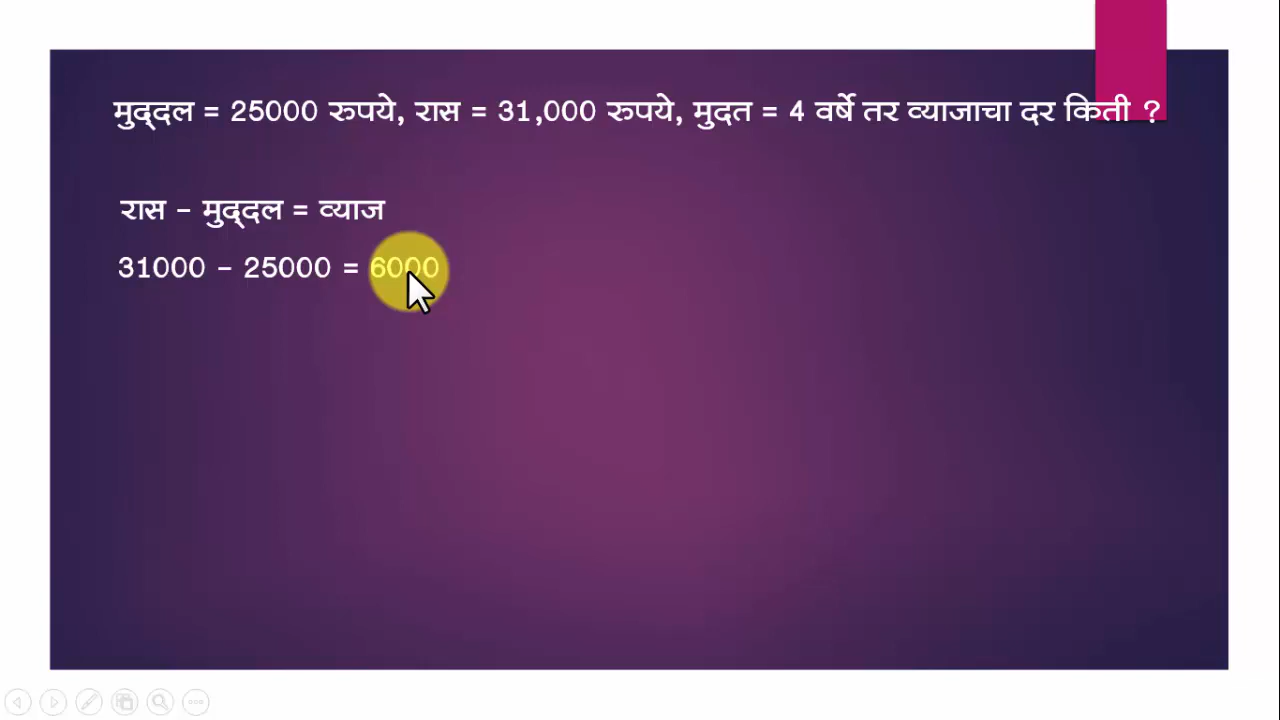 मुद्दल = 25000 रुपये, रास = 31,000 रुपये, मुदत = 4 वर्षे तर व्याजाचा दर किती ?
रास - मुद्दल = व्याज
31000 - 25000 = 6000